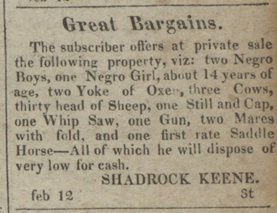 Great Bargains.
The subscriber offers at private sale
the following property, viz: two Negro
Boys, one Negro Girl, about 14 years of
age, two Yoke of Oxen, three Cows,
thirty head of Sheep, one Still and Cap,
one Whip Saw, one Gun, two Mares
with fold, and one first rate Saddle
Horse—All of which he will dispose of
very low for cash.
SHADROCK KEENE.
feb 12 3t